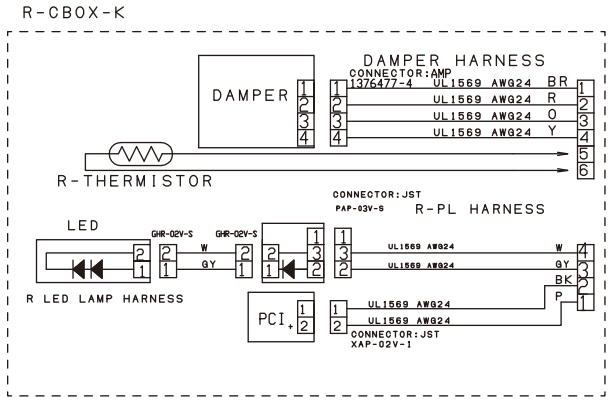 R-CBOX-K
DAMPER HARNESS
CONNECTOR:AMP
1376477-4 UL1569 AWG24 BR
DAMPER 1 1 1
2 2 UL1569 AWG24 R 2
3 3 UL1569 AWG24 O 3
4 4 UL1569 AWG24 Y 4
5
6
R-THERMISTOR
CONNECTOR:JST
PAP-03V-S R-PL HARNESS
LED
GHR-02V-S GHR-02V-S
1 1
2 2 W 2 2 3 3 UL1569 AWG24 W 4
1 1 GY 1 1 2 2 UL1569 AWG24 GY 3
BK 2
R LED LAMP HARNESS
P 1
PCI + 1 1 UL1569 AWG24
2 2 UL1569 AWG24
CONNECTOR:JST
XAP-02V-1